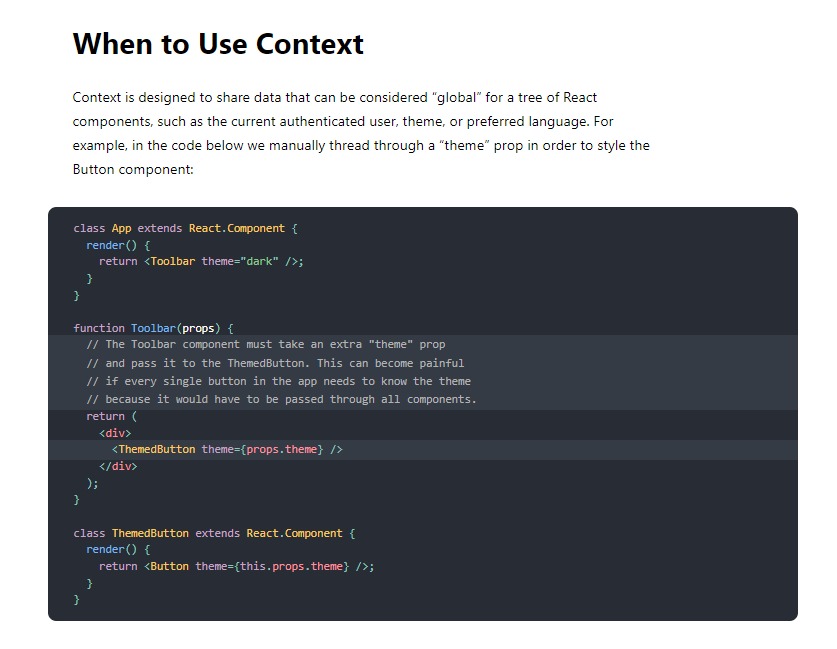 When to Use Context
Context is designed to share data that can be considered “global” for a tree of React
components, such as the current authenticated user, theme, or preferred language. For
example, in the code below we manually thread through a “theme” prop in order to style the
Button component:
class App extends React.Component {
  render() {
    return <Toolbar theme="dark" />;
  }
}
function Toolbar(props) {
  // The Toolbar component must take an extra "theme" prop
  // and pass it to the ThemedButton. This can become painful
  // if every single button in the app needs to know the theme
  // because it would have to be passed through all components.
  return (
    <div>
      <ThemedButton theme={props.theme} />
    </div>
  );
}
class ThemedButton extends React.Component {
  render() {
    return <Button theme={this.props.theme} />;
  }
}